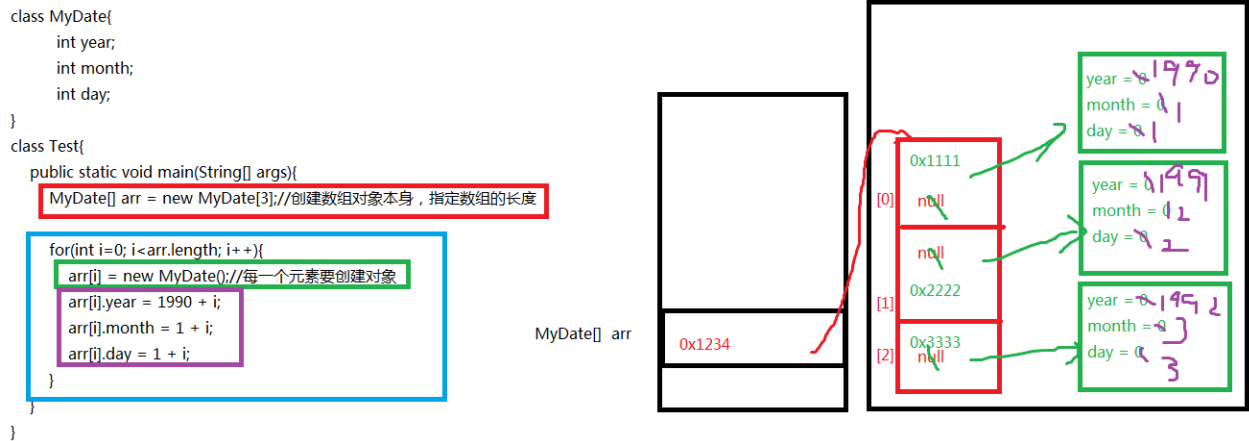 class MyDate{
int year;
int month;
int day;
}
class Test{
public static void main(String[] args){
MyDate[] arr = new MyDate[3];//创建数组对象本身，指定数组的长度
for(int i=0; i<arr.length; i++){
arr[i] = new MyDate();//每一个元素要创建对象
arr[i].year = 1990 + i;
arr[i].month = 1 + i;
arr[i].day = 1 + i;
}
}
}
MyDate[] arr
0x1234
0x1111
[0]
null
null
[1]
0x2222
0x3333
[2]
null
year = 0 1990
month = 0 1
day = 0 1
year = 0 1991
month = 0 2
day = 0 2
year = 0 1992
month = 0 3
day = 0 3